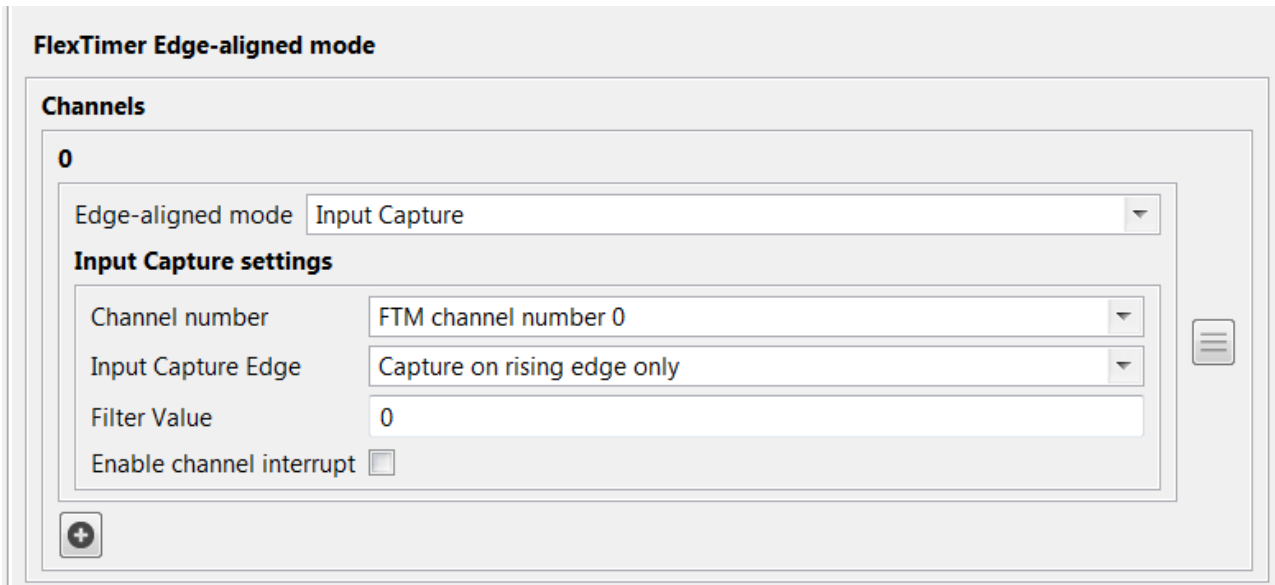 FlexTimer Edge-aligned mode
Channels
0
Edge-aligned mode Input Capture
Input Capture settings
Channel number FTM channel number 0
Input Capture Edge Capture on rising edge only
Filter Value 0
Enable channel interrupt